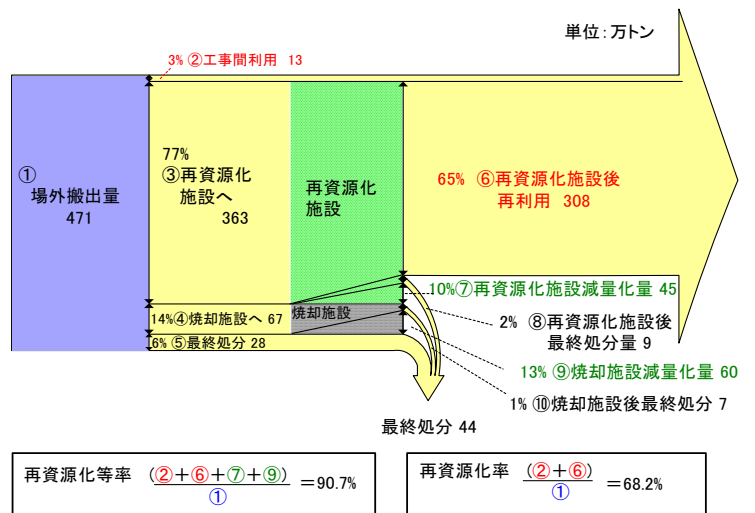 単位：万トン
3% ②工事間利用 13
①
場外搬出量
471
77%
③再資源化
施設へ
363
再資源化
施設
65% ⑥再資源化施設後
再利用 308
10%⑦再資源化施設減量化量 45
14%④焼却施設へ 67
焼却施設
2% ⑧再資源化施設後
最終処分量 9
6% ⑤最終処分 28
13% ⑨焼却施設減量化量 60
1% ⑩焼却施設後最終処分 7
最終処分 44
再資源化等率 (②+⑥+⑦+⑨)
① =90.7%
再資源化率 (②+⑥)
① =68.2%